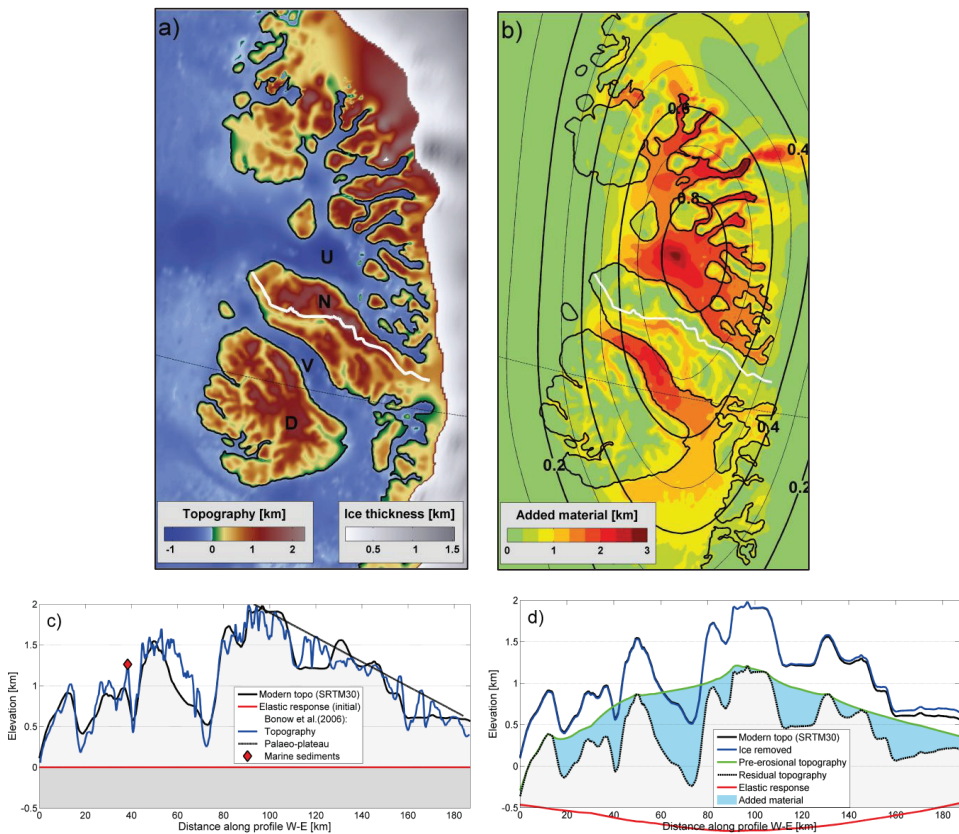 a)
U
N
V
D
Topography [km]
-1 0 1 2
Ice thickness [km]
0.5 1 1.5
b)
0.6
0.4
0.8
0.4
0.2
0.2
Added material [km]
0 1 2 3
c)
2
1.5
1
0.5
0
-0.5
Elevation [km]
Modern topo (SRTM30)
Elastic response (initial)
Bonow et al.(2006):
Topography
Palaeo-plateau
Marine sediments
0 20 40 60 80 100 120 140 160 180
Distance along profile W-E [km]
d)
2
1.5
1
0.5
0
-0.5
Elevation [km]
Modern topo (SRTM30)
Ice removed
Pre-erosional topography
Residual topography
Elastic response
Added material
0 20 40 60 80 100 120 140 160 180
Distance along profile W-E [km]